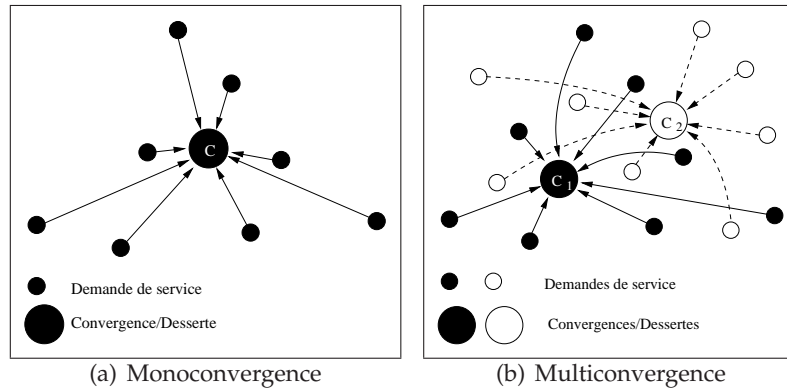 C
Demande de service
Convergence/Desserte
(a) Monoconvergence
C 2
C 1
Demandes de service
Convergences/Dessertes
(b) Multiconvergence